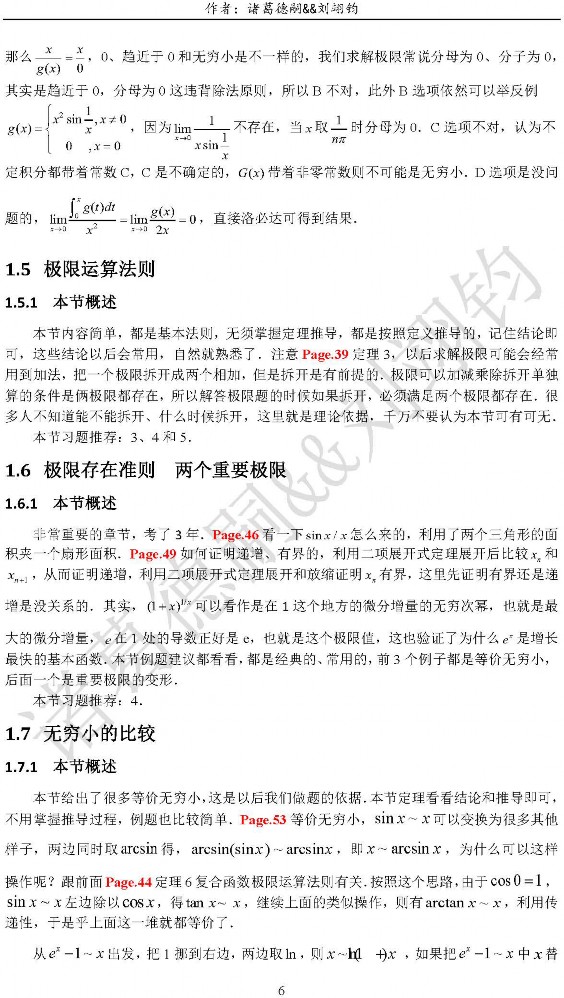 作者：诸葛德嗣&&刘翊钧
那么 x/g(x) = x/0，0、趋近于 0 和无穷小是不一样的，我们求解极限常说分母为 0、分子为 0，
其实是趋近于 0，分母为 0 这违背除法原则，所以 B 不对，此外 B 选项依然可以举反例
g(x)={x² sin 1/x, x≠0; 0 , x=0，因为 lim x→0 1/(x sin 1/x) 不存在，当 x 取 1/nπ 时分母为 0．C 选项不对，认为不
定积分都带着常数 C，C 是不确定的，G(x) 带着非零常数则不可能是无穷小．D 选项是没问
题的，lim x→0 ∫₀ˣ g(t)dt / x² = lim x→0 g(x)/2x = 0，直接洛必达可得到结果．
1.5 极限运算法则
1.5.1 本节概述
本节内容简单，都是基本法则，无须掌握定理推导，都是按照定义推导的，记住结论即
可，这些结论以后会常用，自然就熟悉了．注意 Page.39 定理 3，以后求解极限可能会经常
用到加法，把一个极限拆开成两个相加，但是拆开是有前提的．极限可以加减乘除拆开单独
算的条件是俩极限都存在，所以解答极限题的时候如果拆开，必须满足两个极限都存在．很
多人不知道能不能拆开、什么时候拆开，这里就是理论依据，千万不要认为本节可有可无．
本节习题推荐：3、4 和 5．
1.6 极限存在准则 两个重要极限
1.6.1 本节概述
非常重要的章节，考了 3 年．Page.46 看一下 sin x / x 怎么来的，利用了两个三角形的面
积夹一个扇形面积．Page.49 如何证明递增、有界的，利用二项展开式定理展开后比较 xₙ 和
xₙ₊₁，从而证明递增，利用二项展开式定理展开和放缩证明 xₙ 有界，这里先证明有界还是递
增是没关系的．其实，(1+x)^(1/x) 可以看作是在 1 这个地方的微分增量的无穷次幂，也就是最
大的微分增量，e 在 1 处的导数正好是 e，也就是这个极限值，这也验证了为什么 eˣ 是增长
最快的基本函数．本节例题建议都看看，都是经典的、常用的，前 3 个例子都是等价无穷小，
后面一个是重要极限的变形．
本节习题推荐：4．
1.7 无穷小的比较
1.7.1 本节概述
本节给出了很多等价无穷小，这是以后我们做题的依据．本节定理看看结论和推导即可，
不用掌握推导过程，例题也比较简单．Page.53 等价无穷小，sin x ~ x 可以变换为很多其他
样子，两边同时取 arcsin 得，arcsin(sin x) ~ arcsin x，即 x ~ arcsin x，为什么可以这样
操作呢？跟前面 Page.44 定理 6 复合函数极限运算法则有关．按照这个思路，由于 cos 0 = 1，
sin x ~ x 左边除以 cos x，得 tan x ~ x，继续上面的类似操作，则有 arctan x ~ x，利用传
递性，于是乎上面这一堆就都等价了．
从 eˣ −1 ~ x 出发，把 1 挪到右边，两边取 ln，则 x ~ ln(1+x)，如果把 eˣ −1 ~ x 中 x 替
6
诸葛德嗣&&刘翊钧